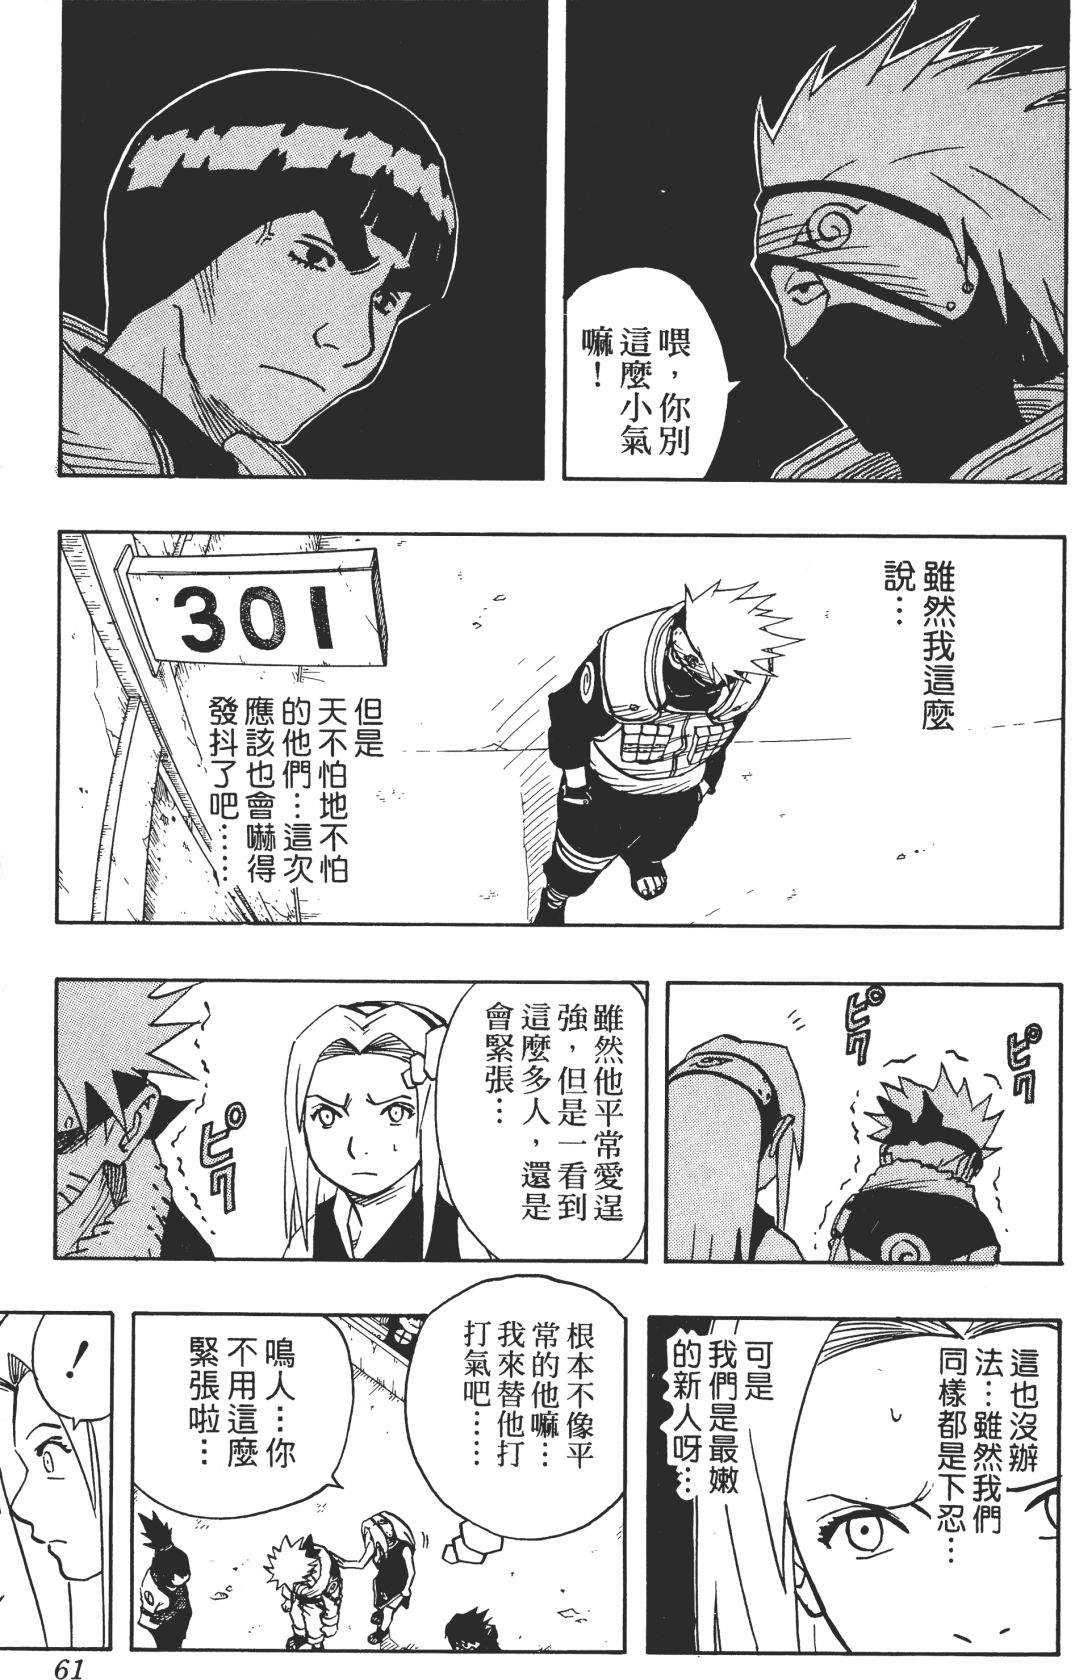 喂，你別
這麼小氣
嘛！
雖然我這麼
說…
301
但是
天不怕地不怕
的他們…這次
應該也會嚇得
發抖了吧……
ピク
ピク
雖然他平常愛逞
強，但是一看到
這麼多人，還是
會緊張…
ピク
這也沒辦
法…雖然我們
同樣都是下忍…
可是
我們是最嫩
的新人呀…
根本不像平
常的他嘛…
我來替他打
打氣吧……
鳴人…你
不用這麼
緊張啦…
！
61